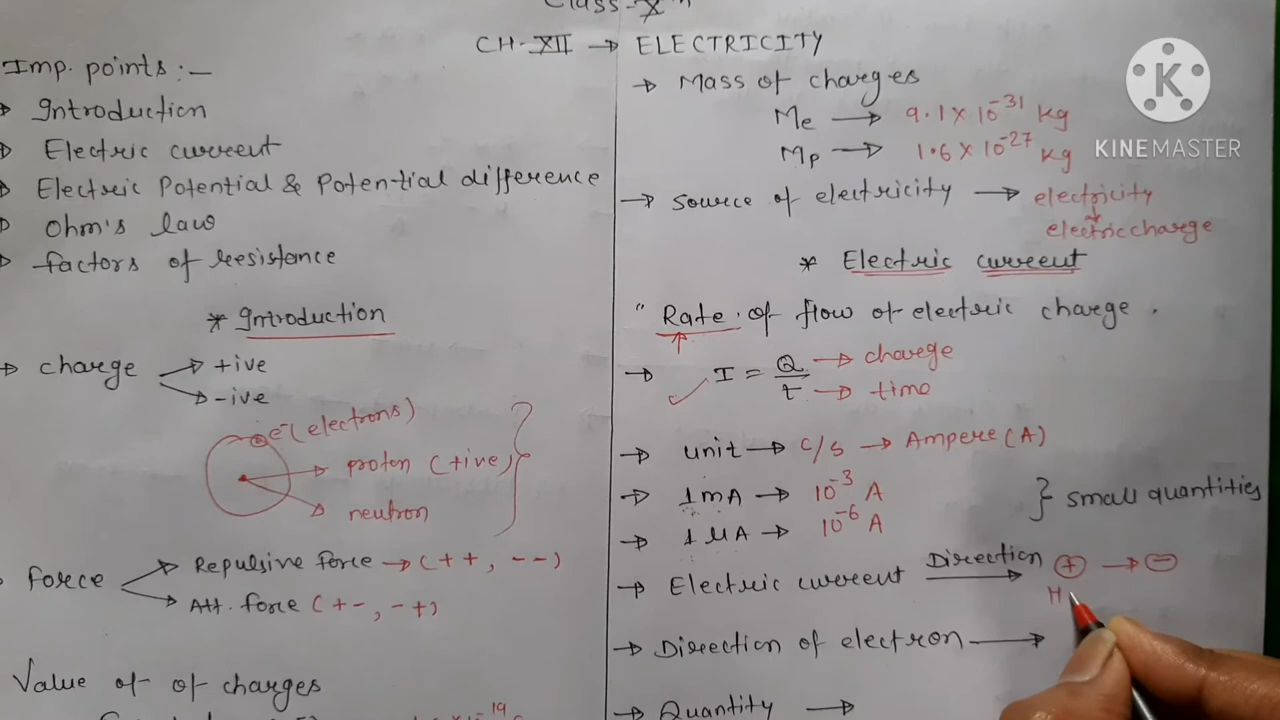 Class-Xth
CH-XII → ELECTRICITY
Imp. points:-
→ Introduction
→ Electric current
→ Electric Potential & Potential difference
→ Ohm's law
→ factors of resistance
* Introduction
→ charge → +ive
→ -ive
e-(electrons)
→ proton (+ive)
→ neutron
force → Repulsive force → (++, --)
→ Att. force (+-, -+)
Value of of charges
→ Mass of charges
Me → 9.1 × 10-31 kg
Mp → 1.6 × 10-27 kg
→ Source of electricity → electricity
↓
electric charge
* Electric current
" Rate of flow of electric charge.
→ I = Q/t → charge
→ time
→ unit → C/s → Ampere (A)
→ 1mA → 10-3 A
→ 1 μA → 10-6 A
} small quantities
→ Electric current Direction → + → -
H
→ Direction of electron →
→ Quantity →
K
KINEMASTER